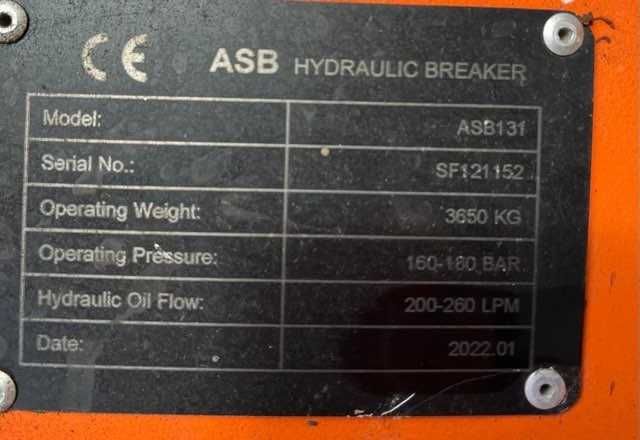 CE ASB HYDRAULIC BREAKER
Model: ASB131
Serial No.: SF121152
Operating Weight: 3650 KG
Operating Pressure: 160-180 BAR
Hydraulic Oil Flow: 200-260 LPM
Date: 2022.01